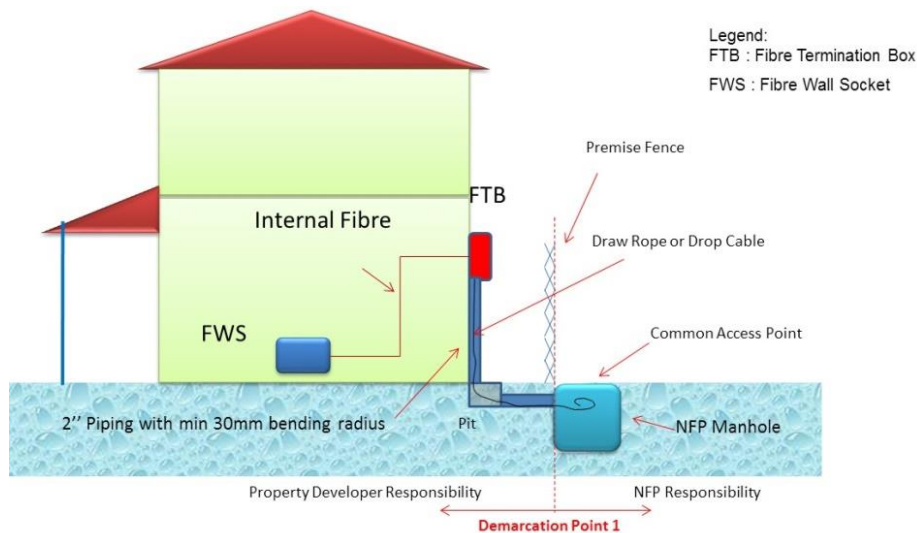 Legend:
FTB : Fibre Termination Box
FWS : Fibre Wall Socket
Premise Fence
FTB
Internal Fibre
Draw Rope or Drop Cable
FWS
Common Access Point
2’’ Piping with min 30mm bending radius
Pit
NFP Manhole
Property Developer Responsibility
NFP Responsibility
Demarcation Point 1